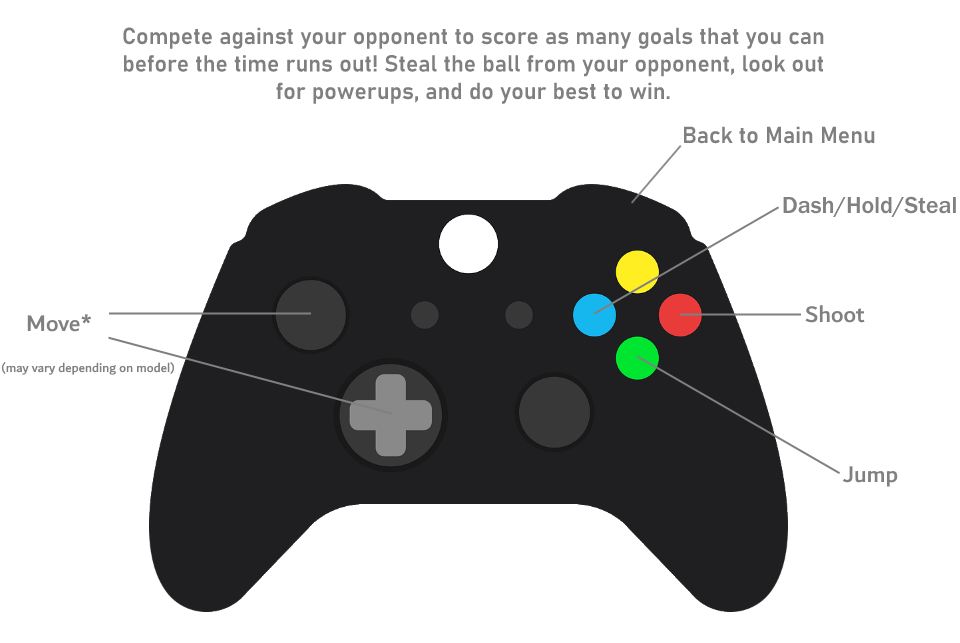 Compete against your opponent to score as many goals that you can
before the time runs out! Steal the ball from your opponent, look out
for powerups, and do your best to win.
Back to Main Menu
Dash/Hold/Steal
Move*
Shoot
(may vary depending on model)
Jump